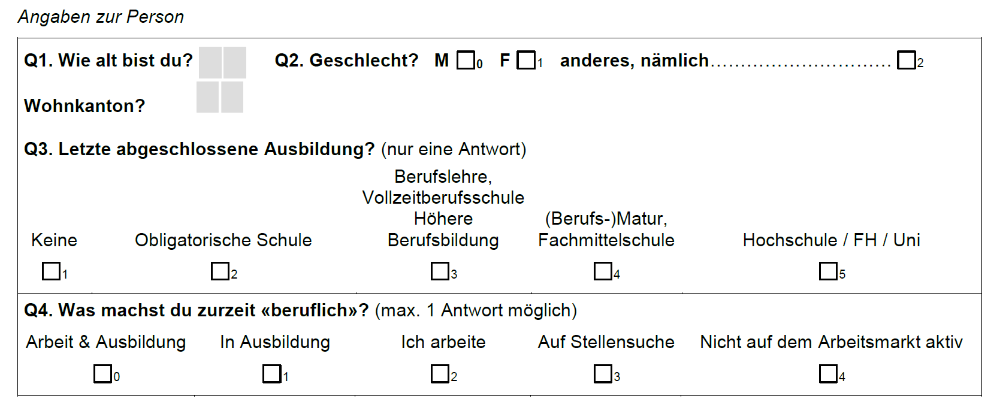 Angaben zur Person
Q1. Wie alt bist du? Q2. Geschlecht? M 0 F 1 anderes, nämlich.............................. 2
Wohnkanton?
Q3. Letzte abgeschlossene Ausbildung? (nur eine Antwort)
Berufslehre,
Vollzeitberufsschule
Höhere (Berufs-)Matur,
Keine Obligatorische Schule Berufsbildung Fachmittelschule Hochschule / FH / Uni
1 2 3 4 5
Q4. Was machst du zurzeit «beruflich»? (max. 1 Antwort möglich)
Arbeit & Ausbildung In Ausbildung Ich arbeite Auf Stellensuche Nicht auf dem Arbeitsmarkt aktiv
0 1 2 3 4